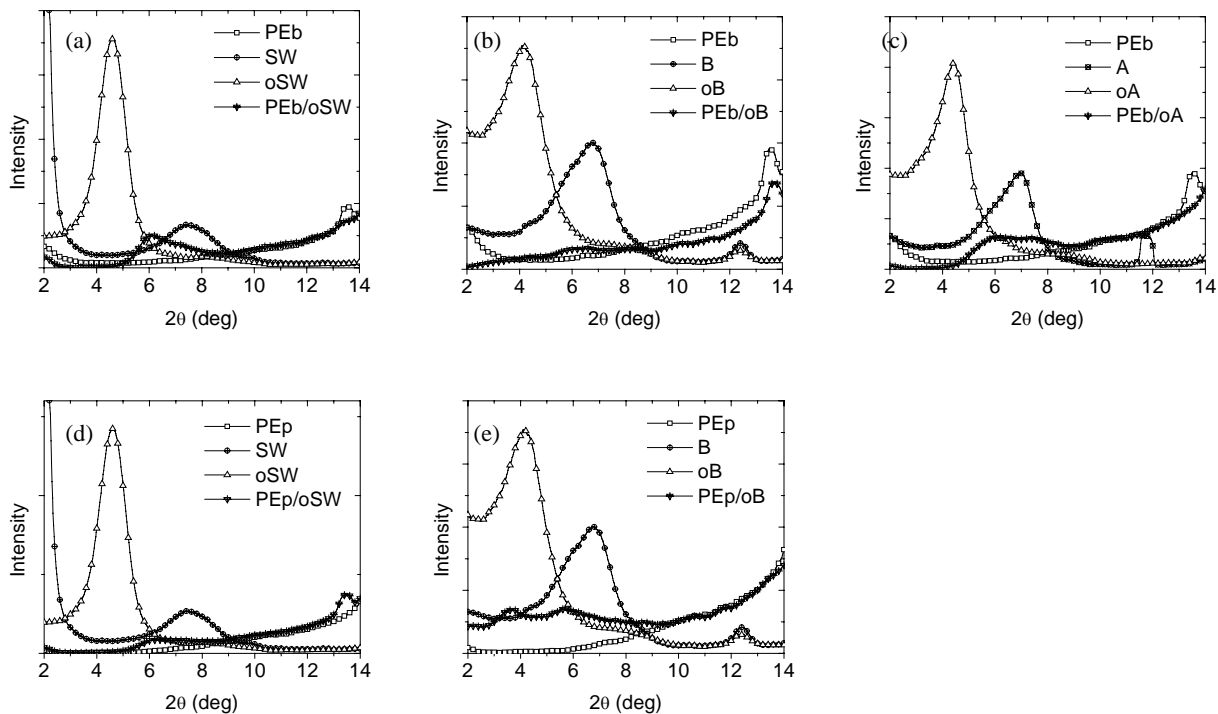 (a)
PEb
SW
oSW
PEb/oSW
Intensity
2 4 6 8 10 12 14
2θ (deg)
(b)
PEb
B
oB
PEb/oB
Intensity
2 4 6 8 10 12 14
2θ (deg)
(c)
PEb
A
oA
PEb/oA
Intensity
2 4 6 8 10 12 14
2θ (deg)
(d)
PEp
SW
oSW
PEp/oSW
Intensity
2 4 6 8 10 12 14
2θ (deg)
(e)
PEp
B
oB
PEp/oB
Intensity
2 4 6 8 10 12 14
2θ (deg)